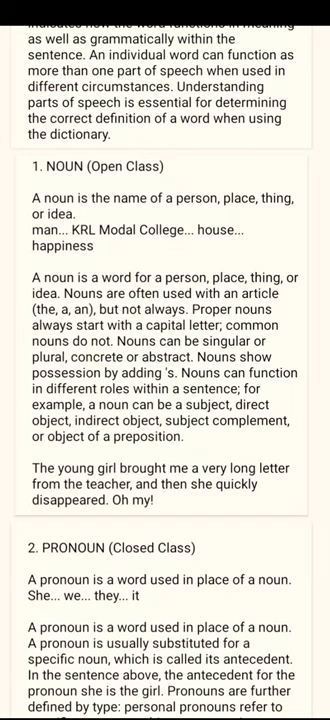 indicates how the word functions in meaning
as well as grammatically within the
sentence. An individual word can function as
more than one part of speech when used in
different circumstances. Understanding
parts of speech is essential for determining
the correct definition of a word when using
the dictionary.
1. NOUN (Open Class)
A noun is the name of a person, place, thing,
or idea.
man... KRL Modal College... house...
happiness
A noun is a word for a person, place, thing, or
idea. Nouns are often used with an article
(the, a, an), but not always. Proper nouns
always start with a capital letter; common
nouns do not. Nouns can be singular or
plural, concrete or abstract. Nouns show
possession by adding 's. Nouns can function
in different roles within a sentence; for
example, a noun can be a subject, direct
object, indirect object, subject complement,
or object of a preposition.
The young girl brought me a very long letter
from the teacher, and then she quickly
disappeared. Oh my!
2. PRONOUN (Closed Class)
A pronoun is a word used in place of a noun.
She... we... they... it
A pronoun is a word used in place of a noun.
A pronoun is usually substituted for a
specific noun, which is called its antecedent.
In the sentence above, the antecedent for the
pronoun she is the girl. Pronouns are further
defined by type: personal pronouns refer to